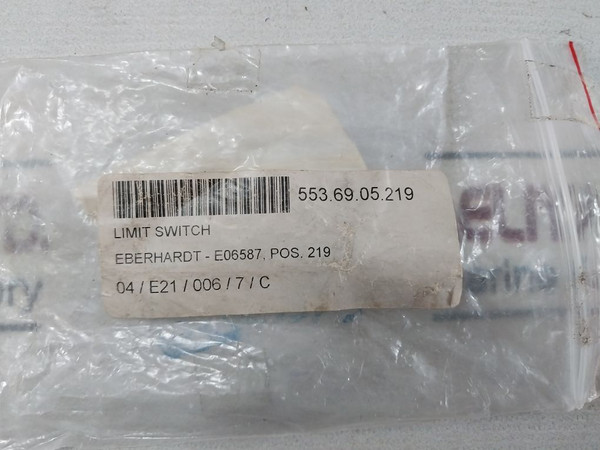 553.69.05.219
LIMIT SWITCH
EBERHARDT - E06587, POS. 219
04 / E21 / 006 / 7 / C